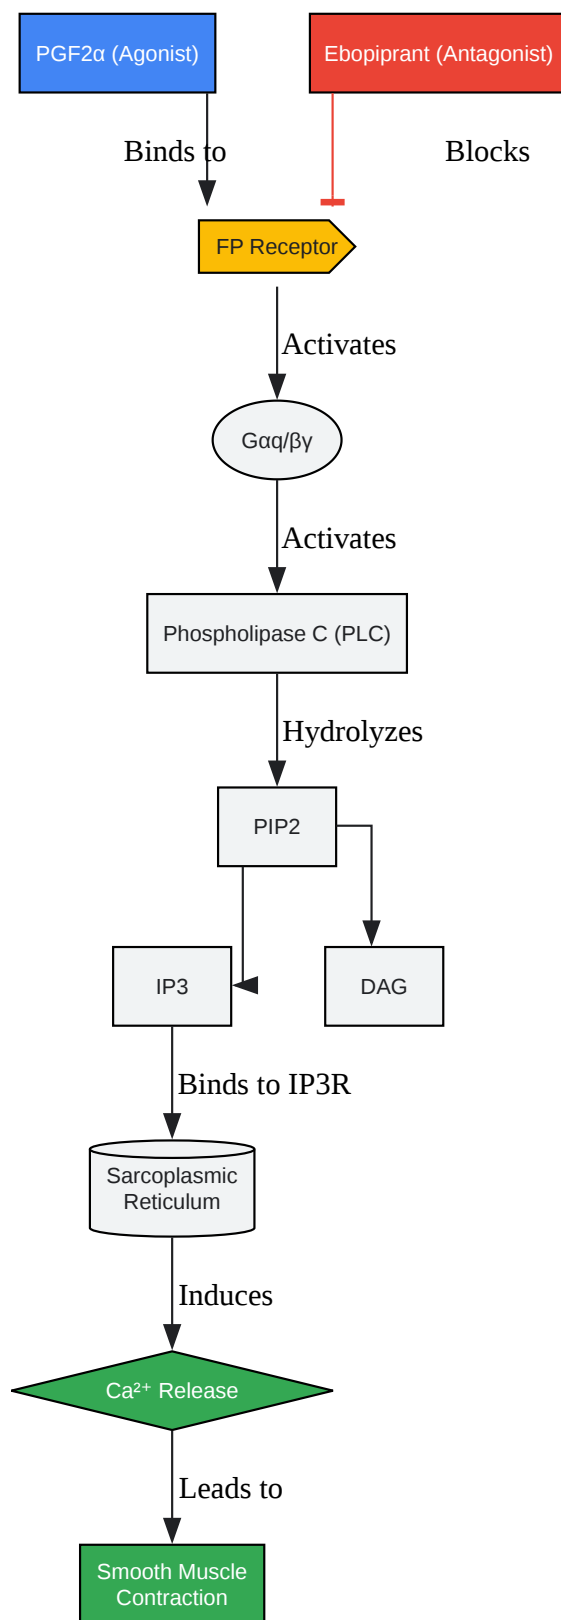 PGF2α (Agonist)
Ebopiprant (Antagonist)
Binds to
Blocks
FP Receptor
Activates
Gαq/βγ
Activates
Phospholipase C (PLC)
Hydrolyzes
PIP2
IP3
DAG
Binds to IP3R
Sarcoplasmic
Reticulum
Induces
Ca²⁺ Release
Leads to
Smooth Muscle
Contraction